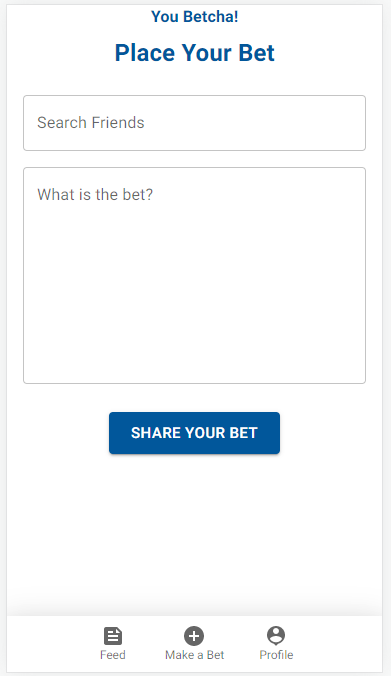 You Betcha!
Place Your Bet
Search Friends
What is the bet?
SHARE YOUR BET
Feed
Make a Bet
Profile